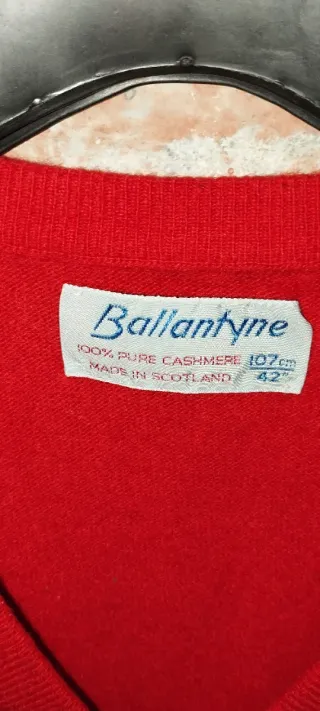 Ballantyne
100% PURE CASHMERE 107cm
MADE IN SCOTLAND 42"